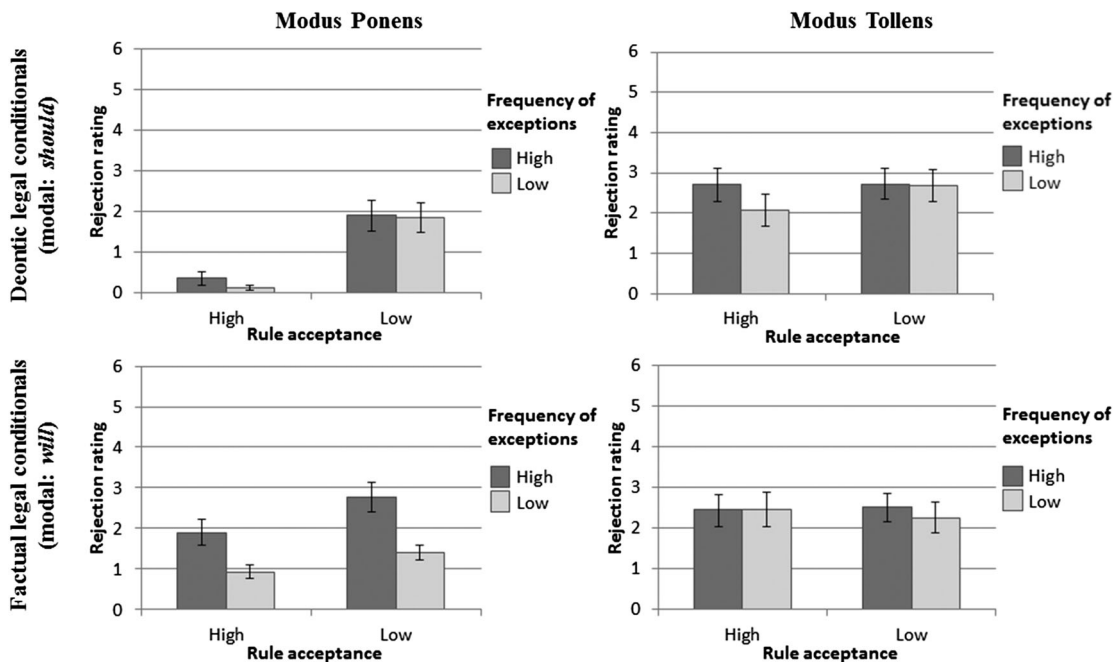 Modus Ponens
Modus Tollens
Deontic legal conditionals
(modal: should)
Rejection rating
6
5
4
3
2
1
0
High
Low
Rule acceptance
Frequency of
exceptions
High
Low
Rejection rating
6
5
4
3
2
1
0
High
Low
Rule acceptance
Frequency of
exceptions
High
Low
Factual legal conditionals
(modal: will)
Rejection rating
6
5
4
3
2
1
0
High
Low
Rule acceptance
Frequency of
exceptions
High
Low
Rejection rating
6
5
4
3
2
1
0
High
Low
Rule acceptance
Frequency of
exceptions
High
Low